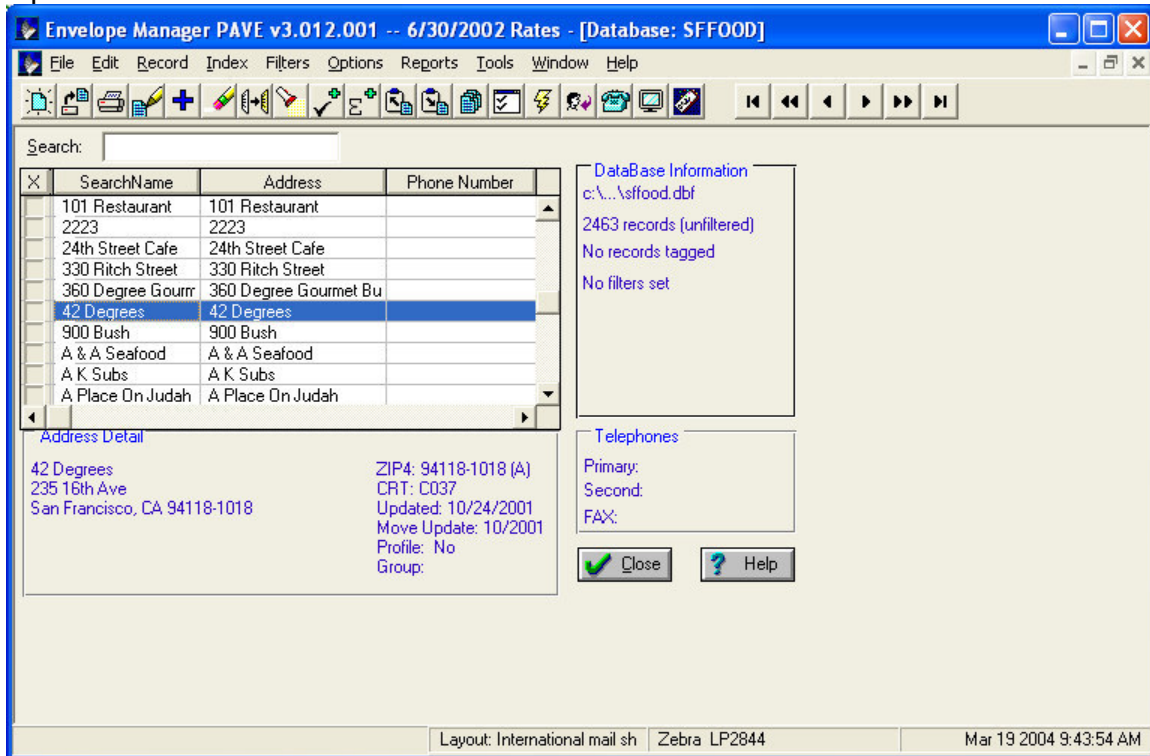 Envelope Manager PAVE v3.012.001 -- 6/30/2002 Rates - [Database: SFFOOD]
File Edit Record Index Filters Options Reports Tools Window Help
Search:
X SearchName Address Phone Number
101 Restaurant 101 Restaurant
2223 2223
24th Street Cafe 24th Street Cafe
330 Ritch Street 330 Ritch Street
360 Degree Gourm 360 Degree Gourmet Bu
42 Degrees 42 Degrees
900 Bush 900 Bush
A & A Seafood A & A Seafood
A K Subs A K Subs
A Place On Judah A Place On Judah
DataBase Information
c:\...\sffood.dbf
2463 records (unfiltered)
No records tagged
No filters set
Address Detail
42 Degrees
235 16th Ave
San Francisco, CA 94118-1018
ZIP4: 94118-1018 (A)
CRT: C037
Updated: 10/24/2001
Move Update: 10/2001
Profile: No
Group:
Telephones
Primary:
Second:
FAX:
Close Help
Layout: International mail sh Zebra LP2844 Mar 19 2004 9:43:54 AM